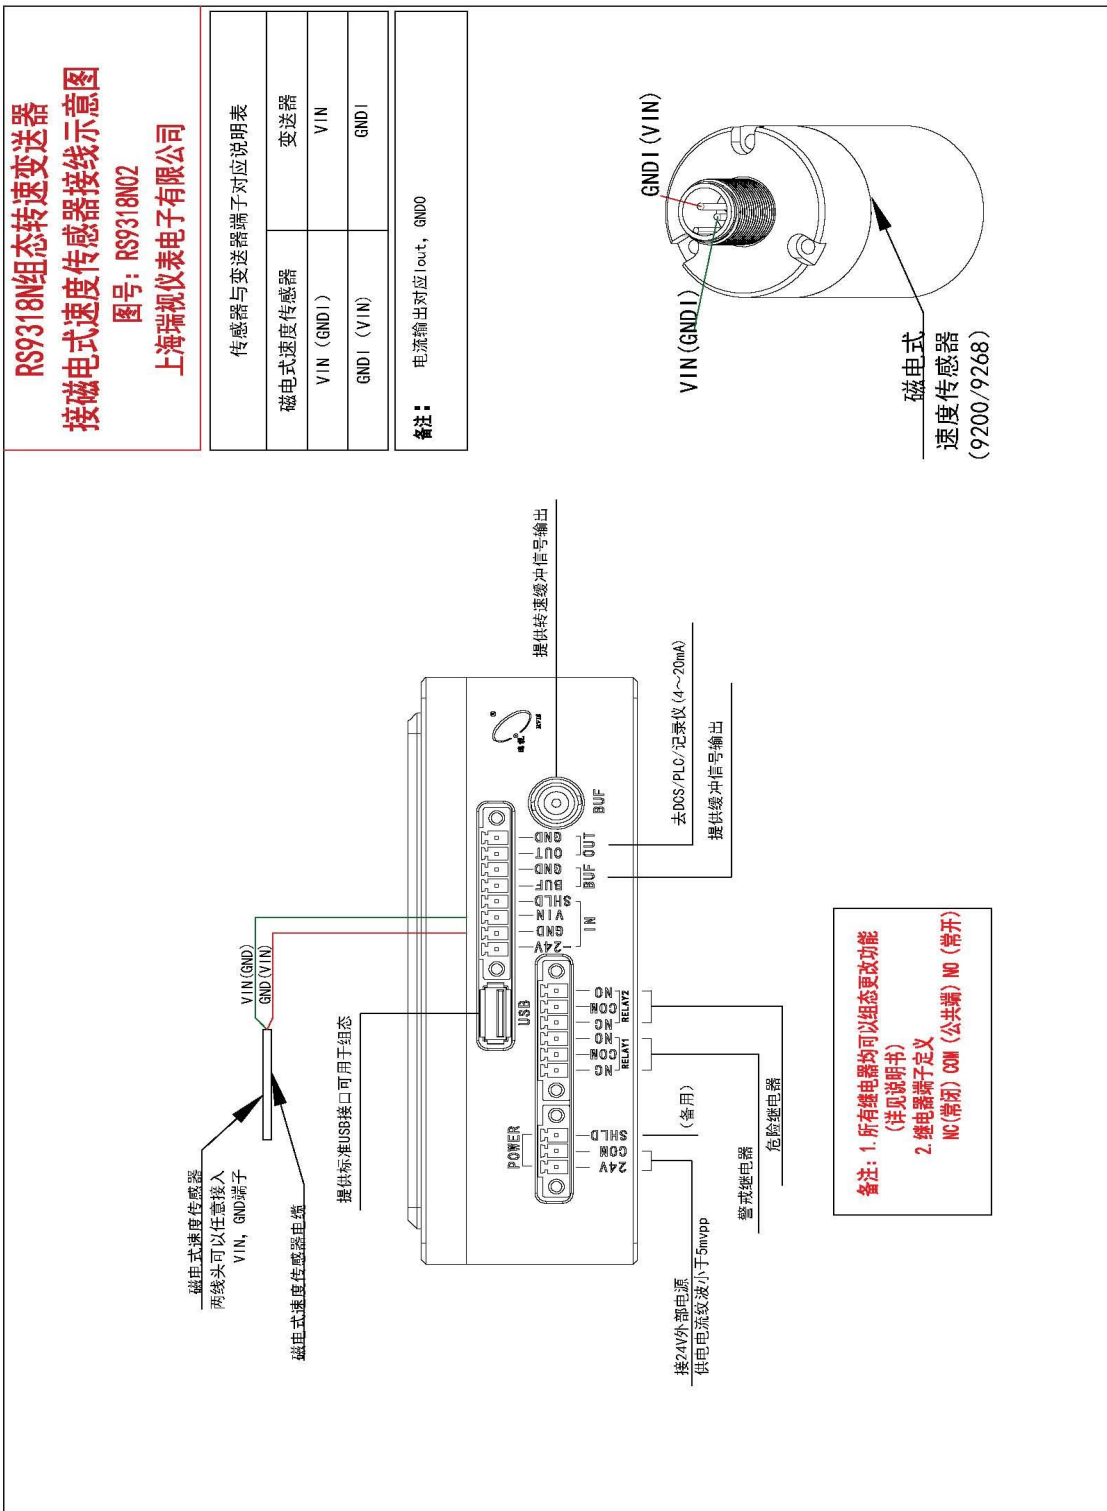 RS9318N组态转速变送器
接磁电式速度传感器接线示意图
图号：RS9318N02
上海瑞视仪表电子有限公司
传感器与变送器端子对应说明表
磁电式速度传感器 变送器
VIN (GNDI) VIN
GNDI (VIN) GNDI
备注： 电流输出对应Iout, GNDO
GNDI(VIN)
VIN(GNDI)
磁电式
速度传感器
(9200/9268)
磁电式速度传感器
两线头可以任意接入
VIN, GND端子
磁电式速度传感器电缆
VIN(GND)
GND(VIN)
提供标准USB接口可用于组态
提供转速缓冲信号输出
瑞视
USB
-24V
GND
VIN
SHLD
BUF
GND
OUT
GND
IN
BUF
OUT
BUF
POWER
24V
COM
SHLD
NC
COM
NO
NC
COM
NO
RELAY1
RELAY2
去DCS/PLC/记录仪(4～20mA)
提供缓冲信号输出
接24V外部电源
供电电流纹波小于5mvpp
(备用)
警戒继电器
危险继电器
备注：1. 所有继电器均可以组态更改功能
(详见说明书)
2. 继电器端子定义
NC(常闭) COM (公共端) NO (常开)